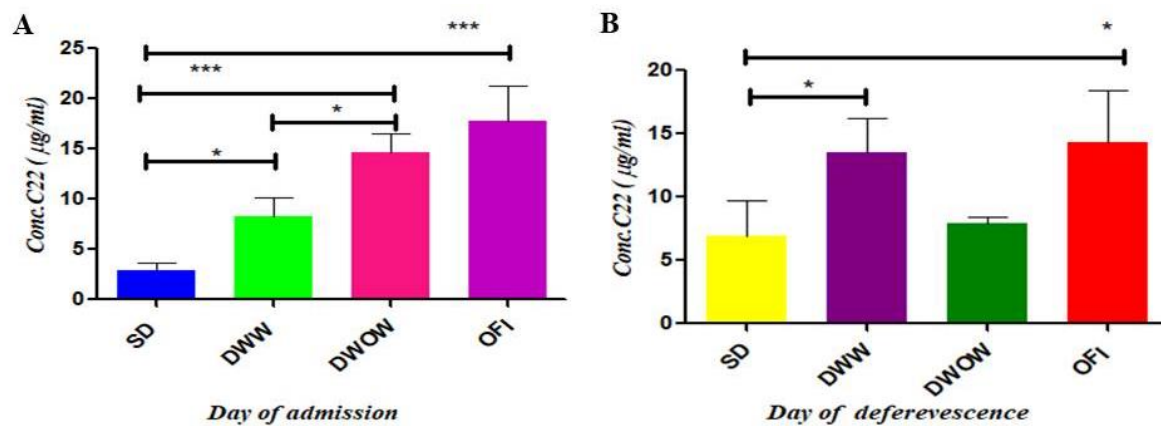 A
***
25
***
20
*
15
*
10
5
0
Conc.C22 ( µg/ml)
SD
DWW
DWOW
OFI
Day of admission
B
*
20
*
15
10
5
0
Conc.C22 ( µg/ml)
SD
DWW
DWOW
OFI
Day of deferevescence